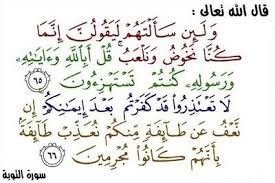 قال الله تعالى :
وَلَئِن سَأَلْتَهُمْ لَيَقُولُنَّ إِنَّمَا
كُنَّا نَخُوضُ وَنَلْعَبُ ۚ قُلْ أَبِاللَّهِ وَءَايَاتِهِ
وَرَسُولِهِ كُنتُمْ تَسْتَهْزِءُونَ ٦٥
لَا تَعْتَذِرُوا قَدْ كَفَرْتُم بَعْدَ إِيمَانِكُمْ إِن
نَّعْفُ عَن طَائِفَةٍ مِّنكُمْ نُعَذِّبْ طَائِفَةً
بِأَنَّهُمْ كَانُوا مُجْرِمِينَ ٦٦
سورة التوبة